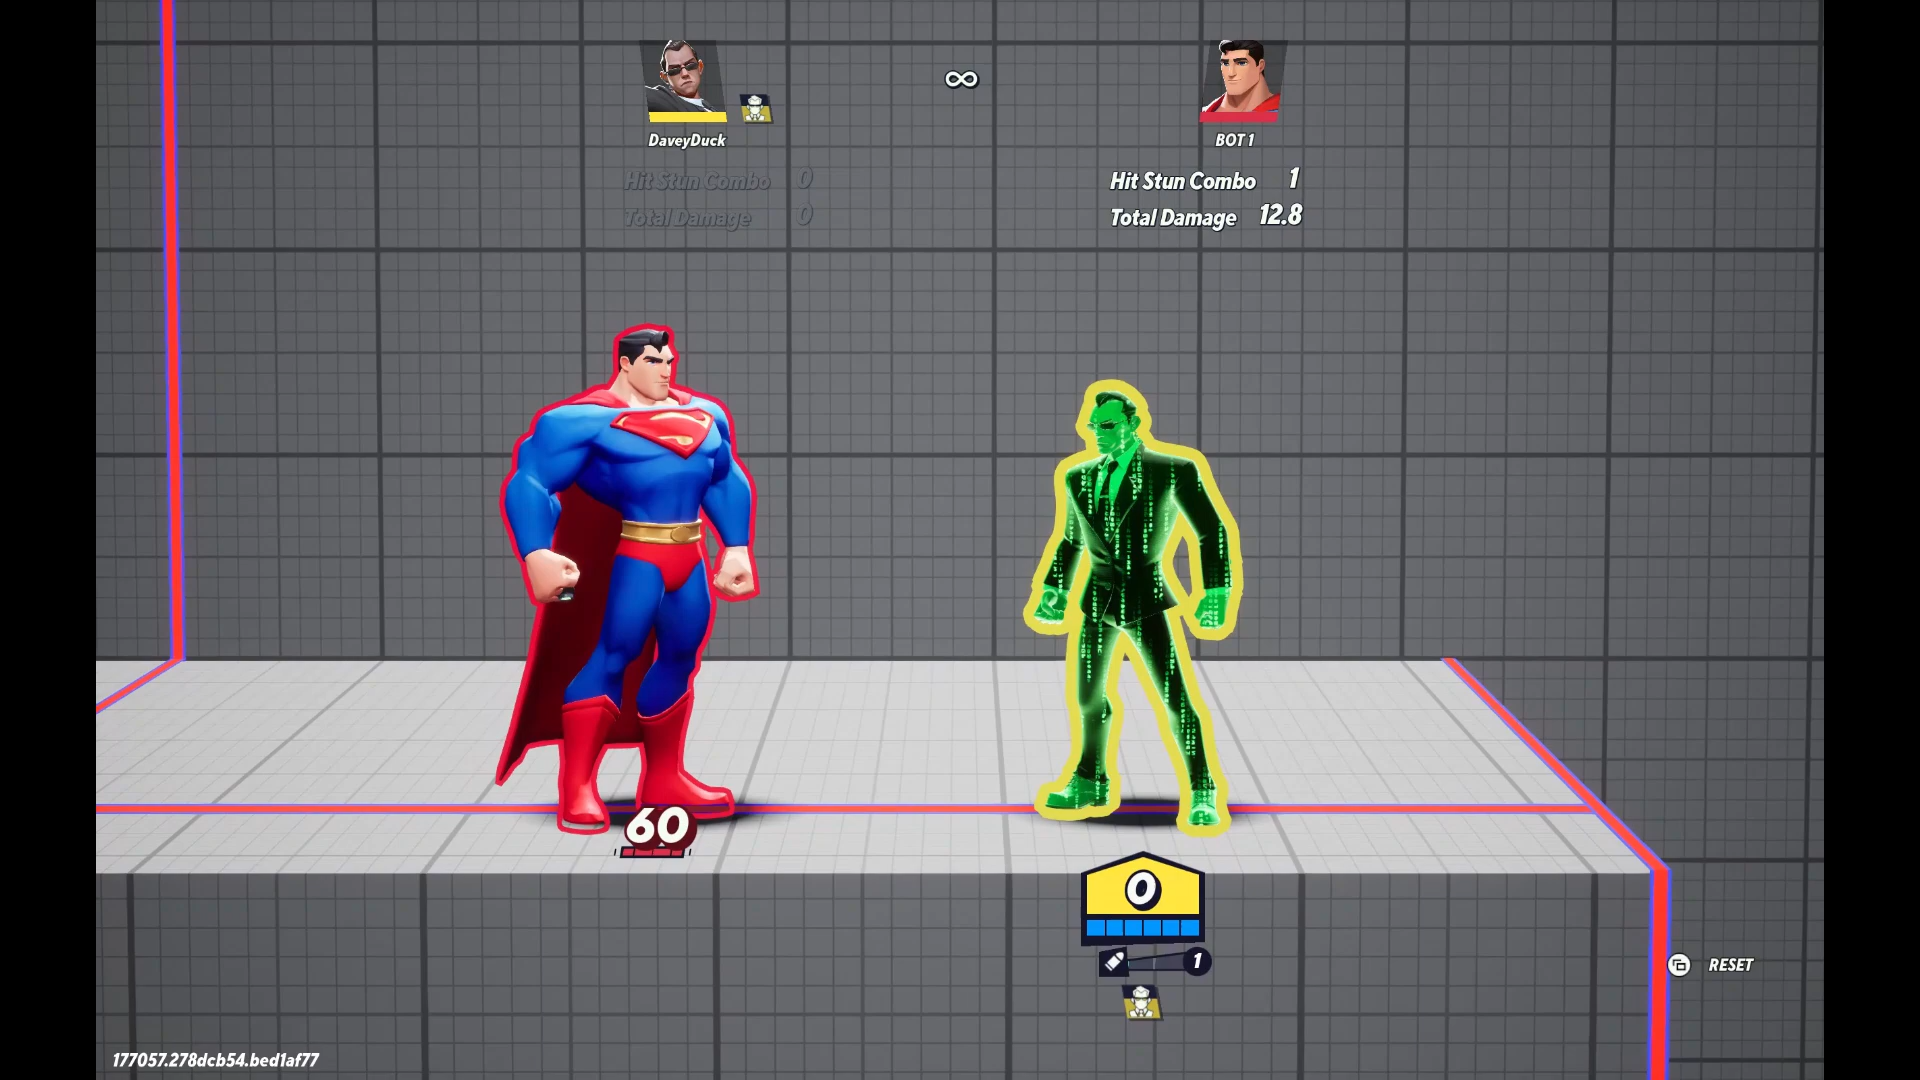 DaveyDuck
BOT 1
Hit Stun Combo 0
Total Damage 0
Hit Stun Combo 1
Total Damage 12.8
60
0
1
RESET
177057.278dcb54.bed1af77